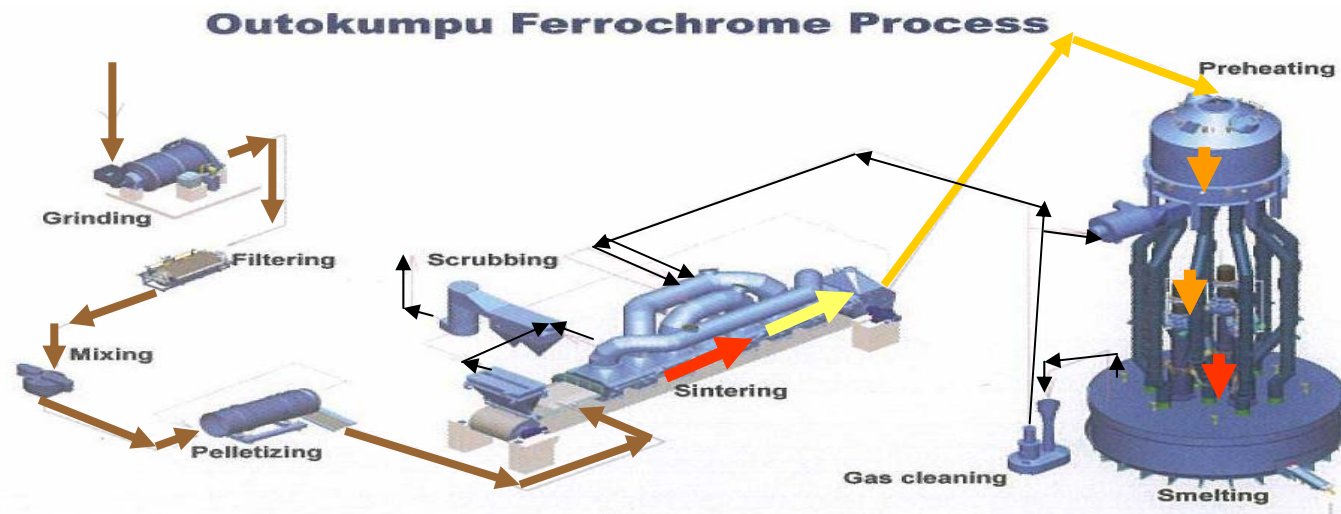 Outokumpu Ferrochrome Process
Preheating
Grinding
Filtering
Scrubbing
Mixing
Sintering
Pelletizing
Gas cleaning
Smelting